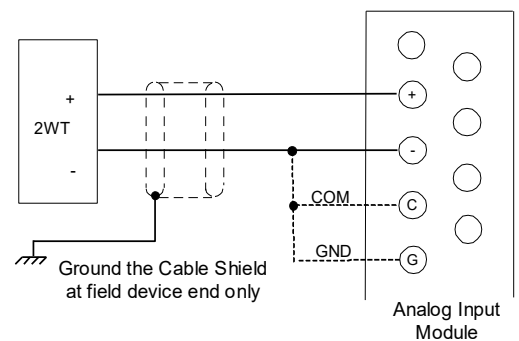 +
+
2WT
-
-
COM
C
GND
G
Ground the Cable Shield
at field device end only
Analog Input
Module